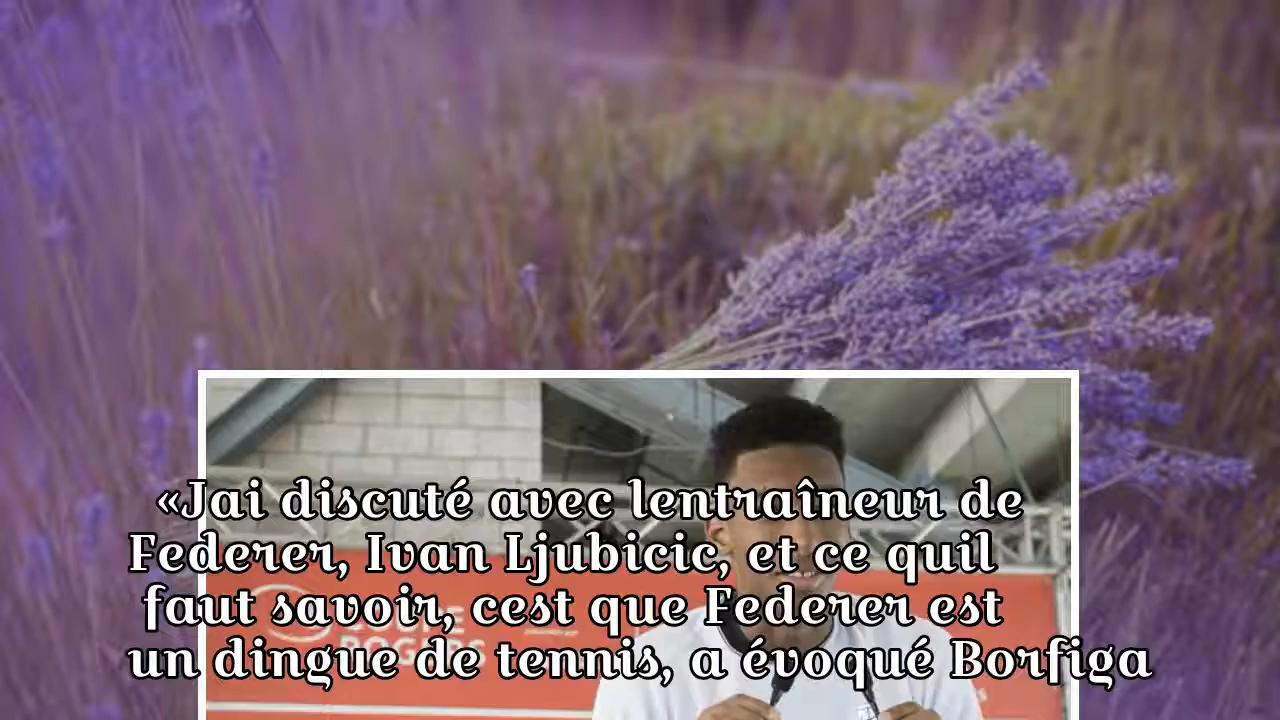 «Jai discuté avec lentraîneur de
Federer, Ivan Ljubicic, et ce quil
faut savoir, cest que Federer est
un dingue de tennis, a évoqué Borfiga
ROGERS